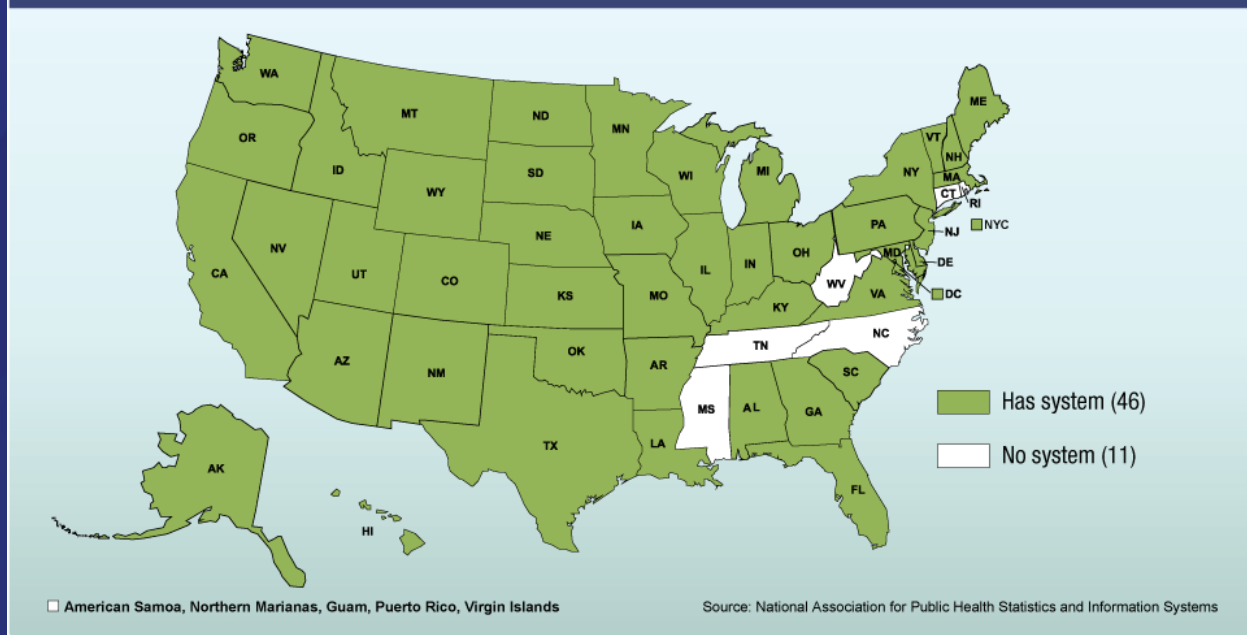 WA
MT
ND
MN
ME
OR
ID
SD
WI
MI
VT
NH
NY
MA
CT
RI
WY
IA
NE
PA
NJ
NYC
NV
UT
CO
IL
IN
OH
MD
DE
CA
KS
MO
WV
VA
DC
KY
AZ
NM
OK
AR
TN
NC
SC
MS
AL
GA
TX
LA
FL
AK
HI
Has system (46)
No system (11)
American Samoa, Northern Marianas, Guam, Puerto Rico, Virgin Islands
Source: National Association for Public Health Statistics and Information Systems